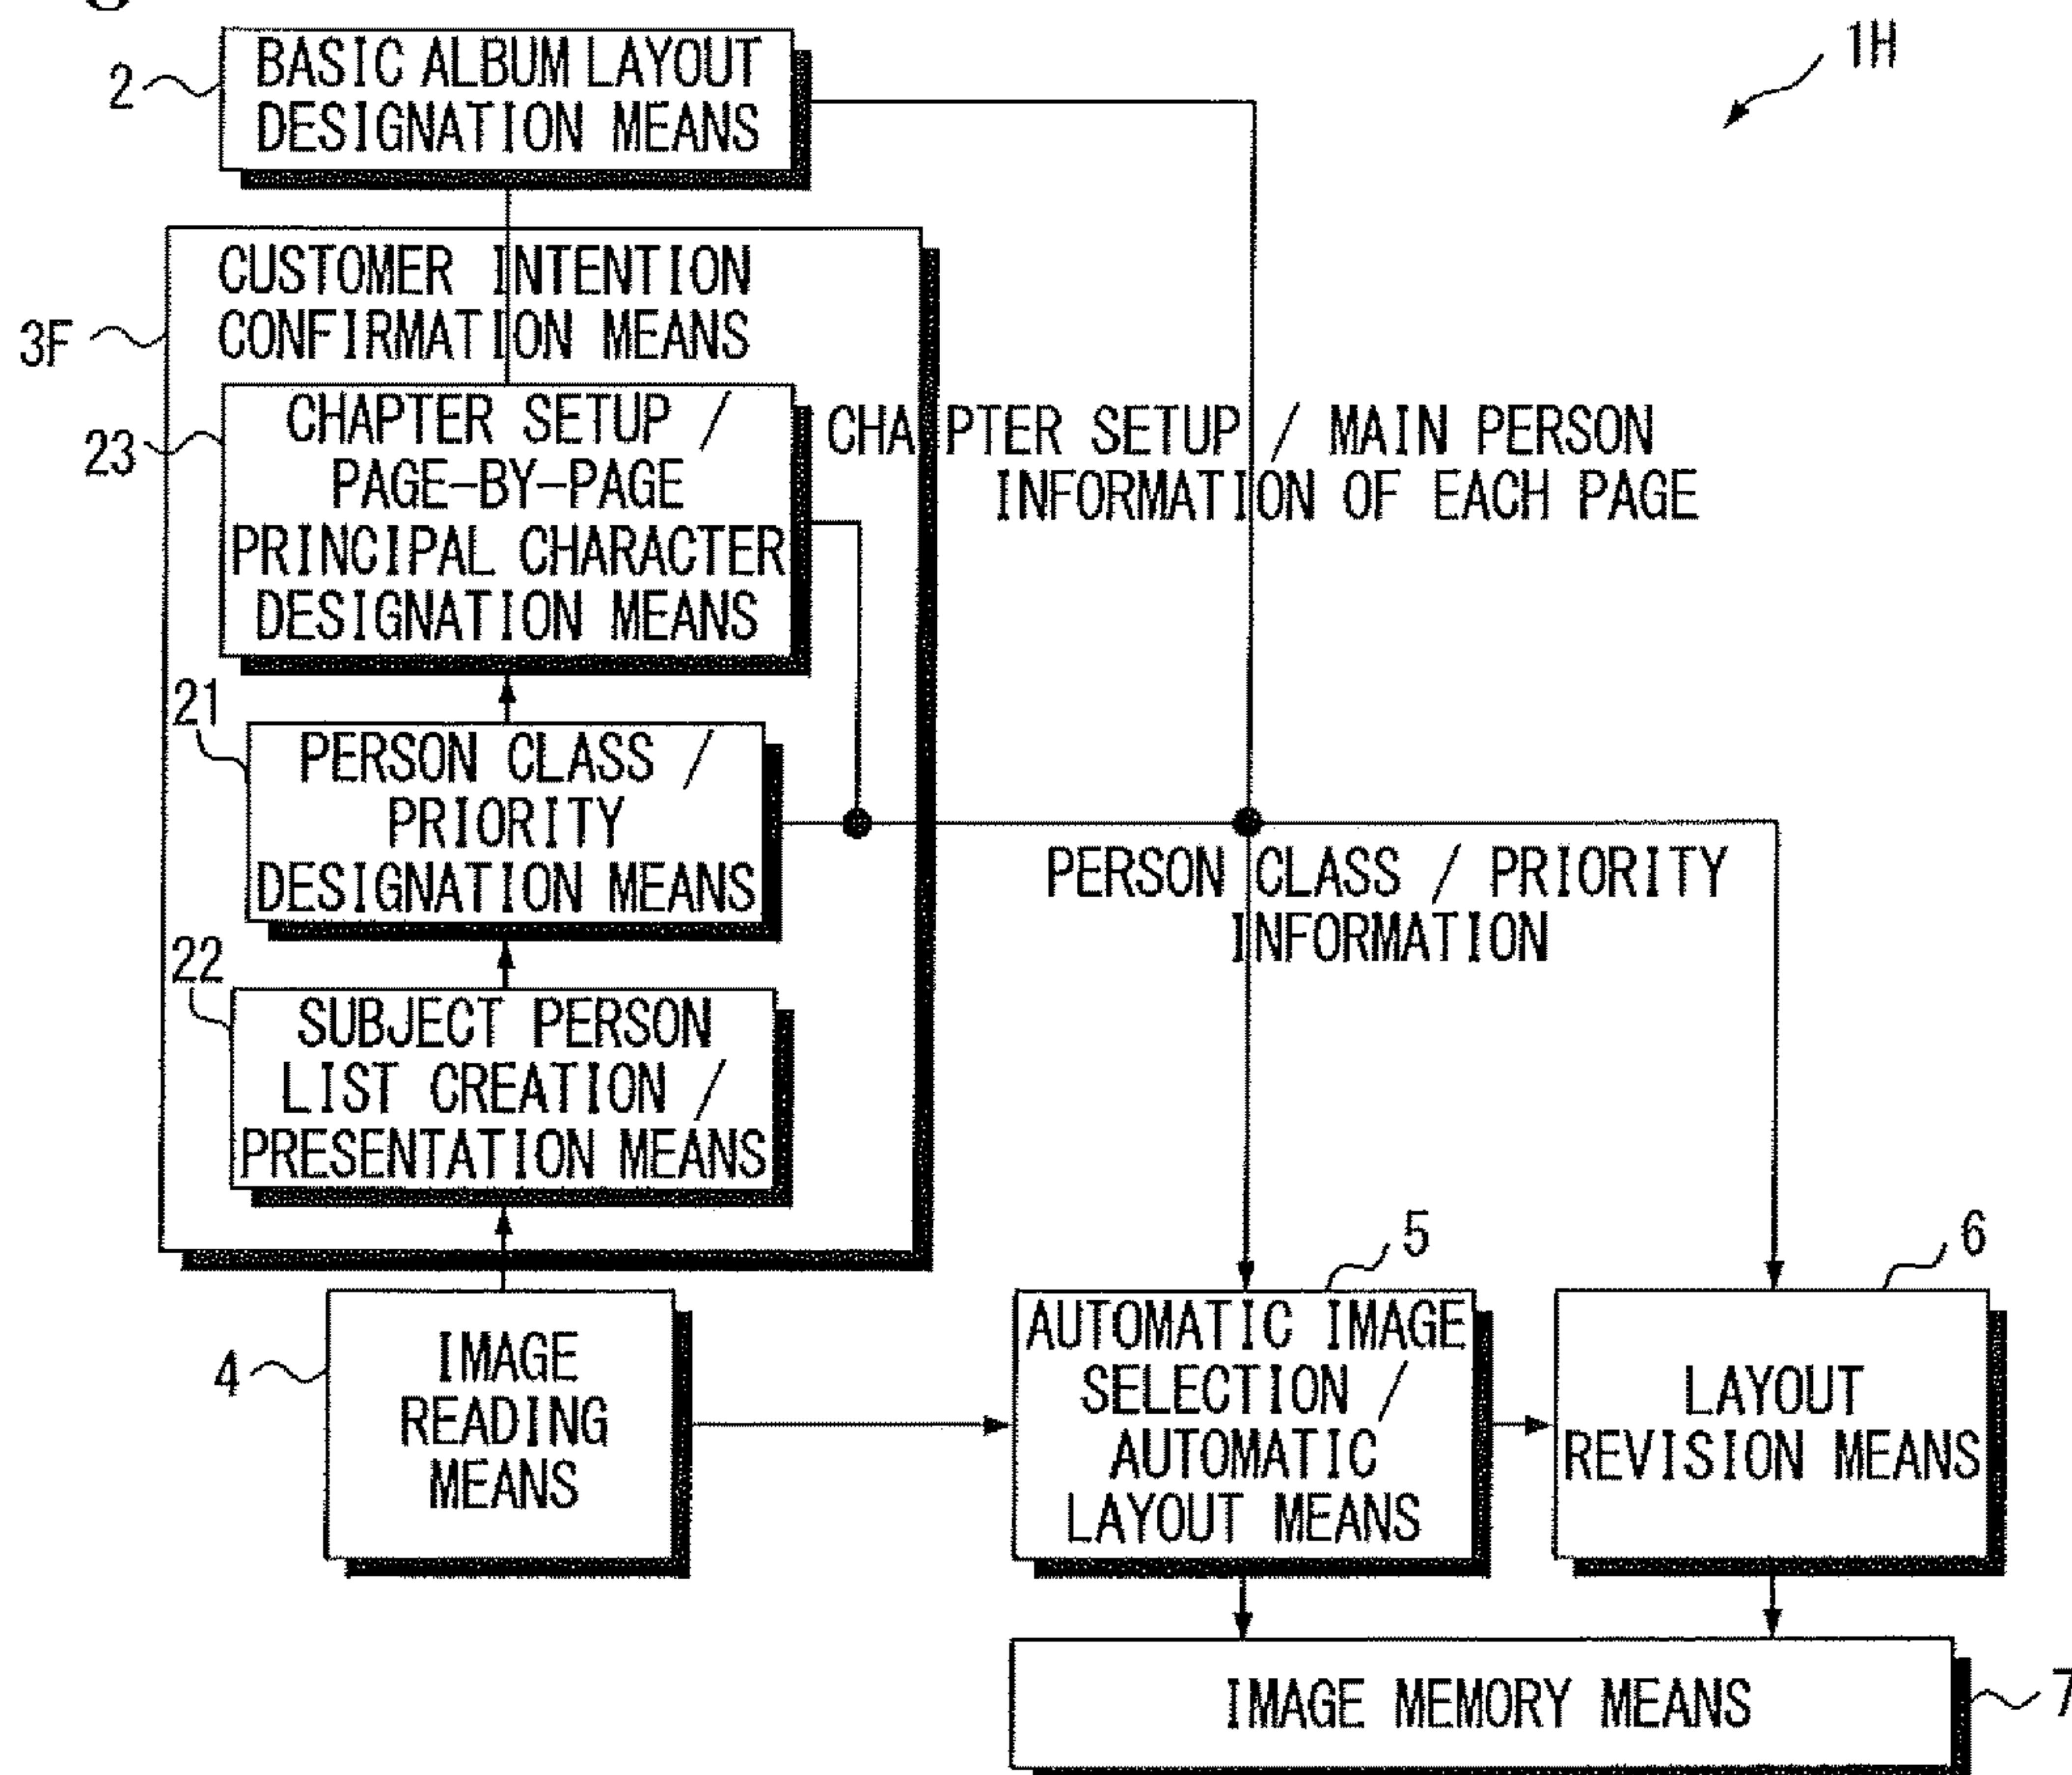 1H
2
BASIC ALBUM LAYOUT
DESIGNATION MEANS
3F
CUSTOMER INTENTION
CONFIRMATION MEANS
23
CHAPTER SETUP /
PAGE-BY-PAGE
PRINCIPAL CHARACTER
DESIGNATION MEANS
CHAPTER SETUP / MAIN PERSON
INFORMATION OF EACH PAGE
21
PERSON CLASS /
PRIORITY
DESIGNATION MEANS
PERSON CLASS / PRIORITY
INFORMATION
22
SUBJECT PERSON
LIST CREATION /
PRESENTATION MEANS
4
IMAGE
READING
MEANS
5
AUTOMATIC IMAGE
SELECTION /
AUTOMATIC
LAYOUT MEANS
6
LAYOUT
REVISION MEANS
IMAGE MEMORY MEANS
7